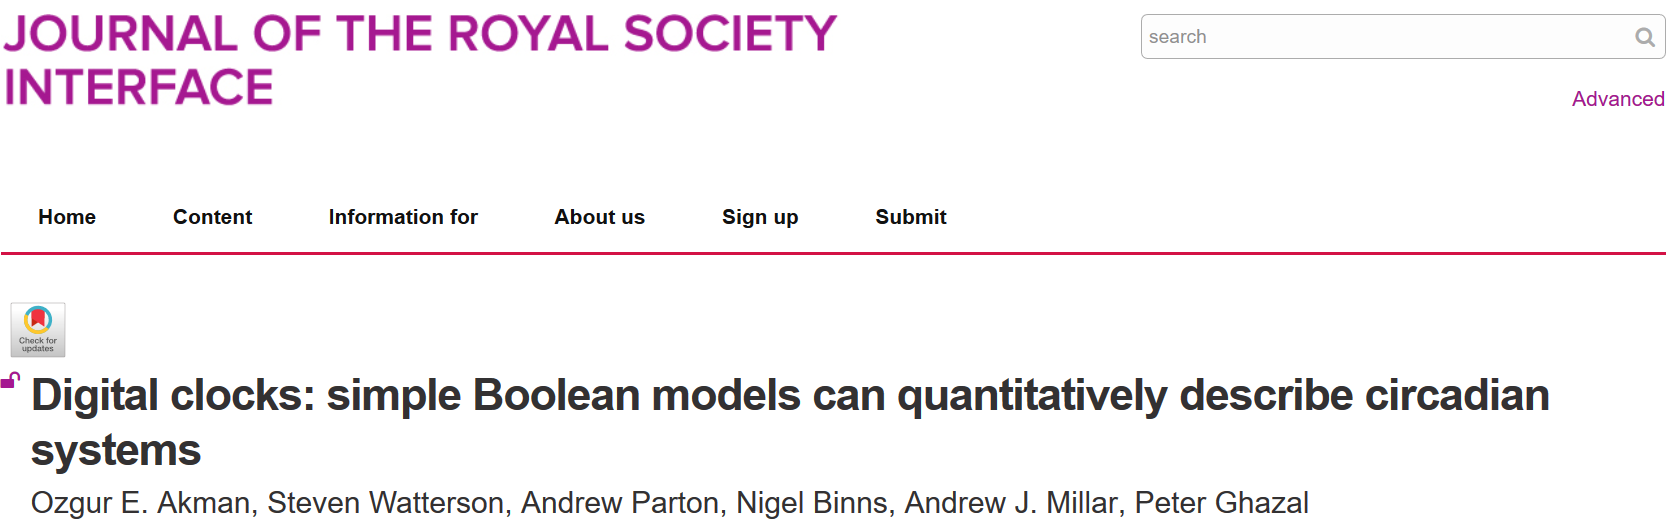 JOURNAL OF THE ROYAL SOCIETY
INTERFACE
search
Advanced
Home Content Information for About us Sign up Submit
Check for
updates
Digital clocks: simple Boolean models can quantitatively describe circadian
systems
Ozgur E. Akman, Steven Watterson, Andrew Parton, Nigel Binns, Andrew J. Millar, Peter Ghazal